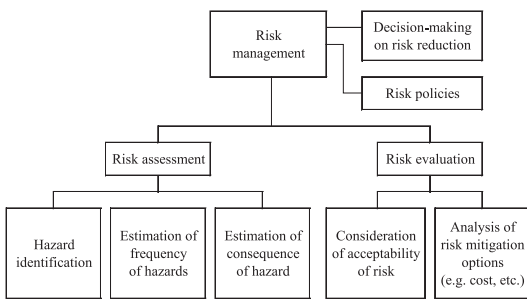 Risk
management
Decision-making
on risk reduction
Risk policies
Risk assessment
Risk evaluation
Hazard
identification
Estimation of
frequency
of hazards
Estimation of
consequence
of hazard
Consideration
of acceptability
of risk
Analysis of
risk mitigation
options
(e.g. cost, etc.)